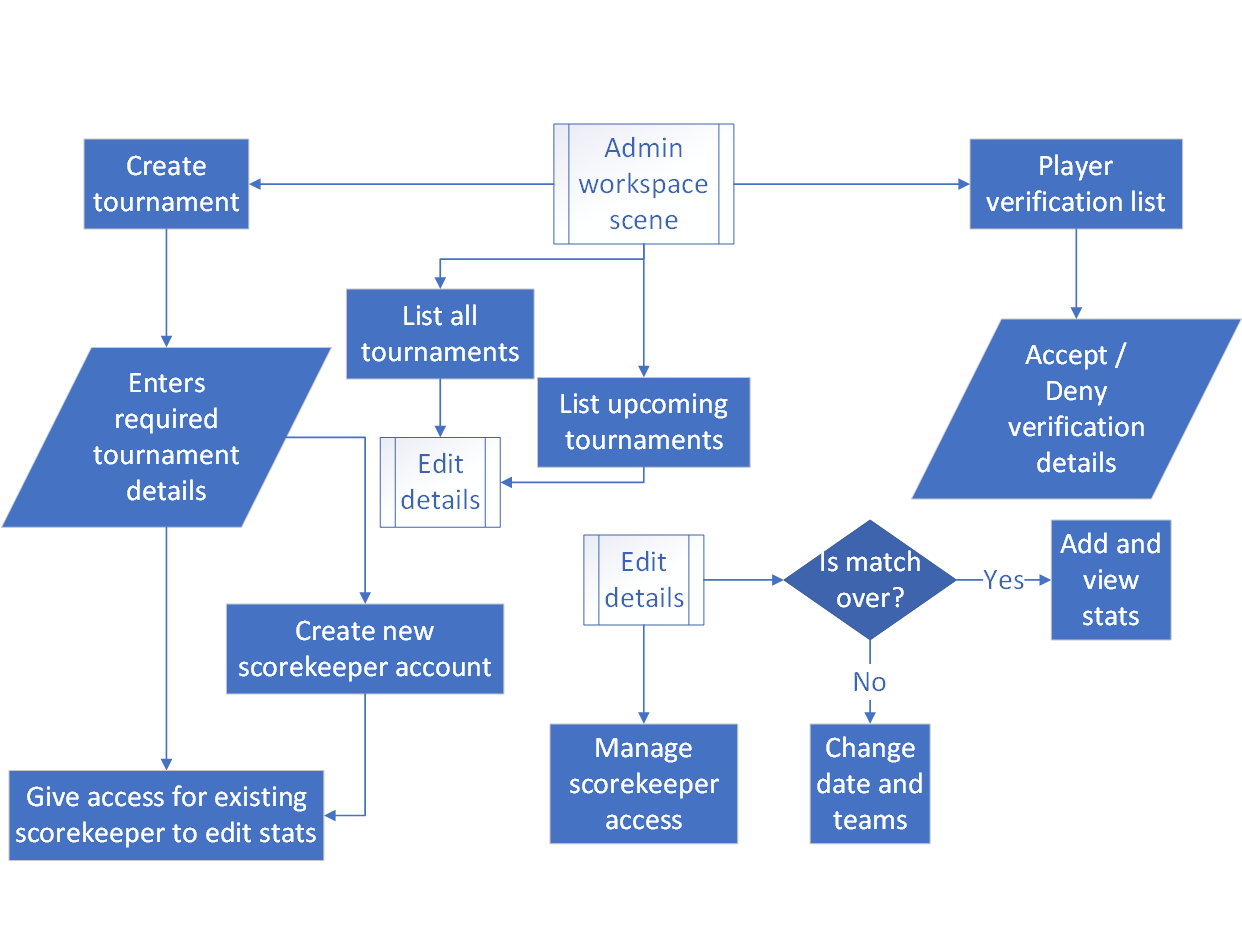 Create
tournament
Admin
workspace
scene
Player
verification list
List all
tournaments
List upcoming
tournaments
Enters
required
tournament
details
Accept /
Deny
verification
details
Edit
details
Edit
details
Is match
over?
Yes
Add and
view
stats
Create new
scorekeeper account
No
Give access for existing
scorekeeper to edit stats
Manage
scorekeeper
access
Change
date and
teams